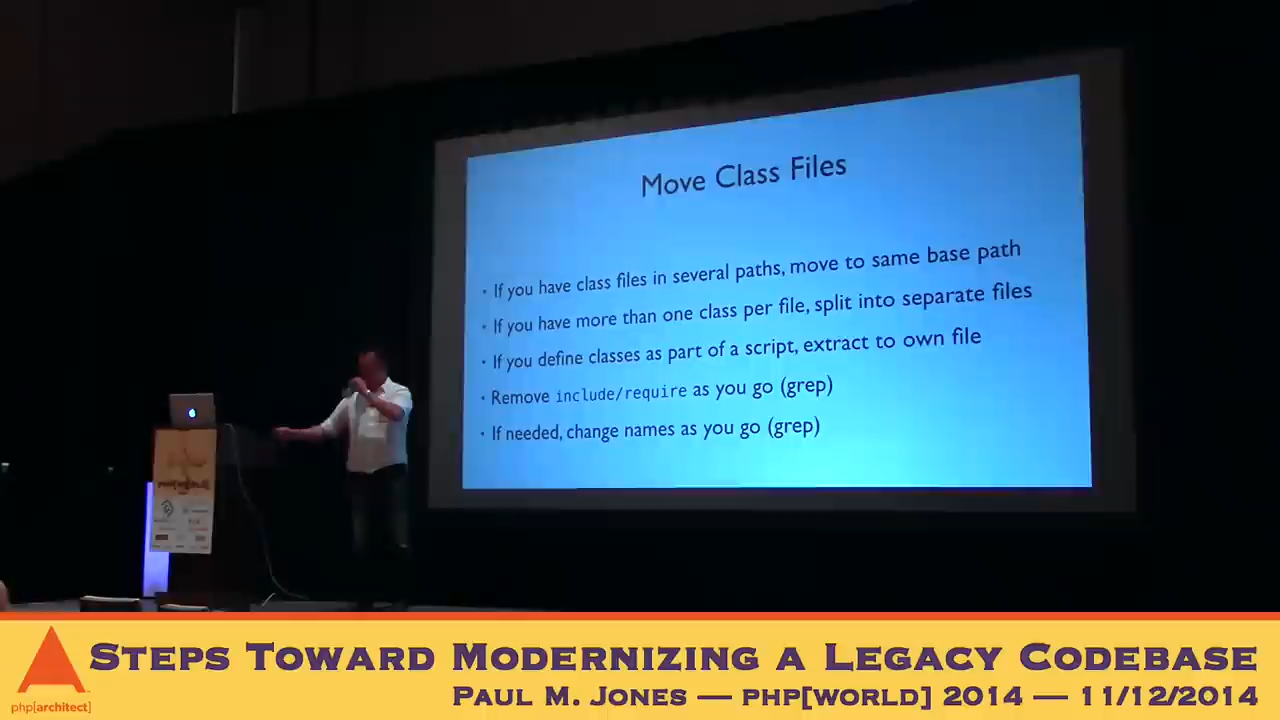 Move Class Files
• If you have class files in several paths, move to same base path
• If you have more than one class per file, split into separate files
• If you define classes as part of a script, extract to own file
• Remove include/require as you go (grep)
• If needed, change names as you go (grep)
STEPS TOWARD MODERNIZING A LEGACY CODEBASE
php[architect]
PAUL M. JONES — PHP[WORLD] 2014 — 11/12/2014